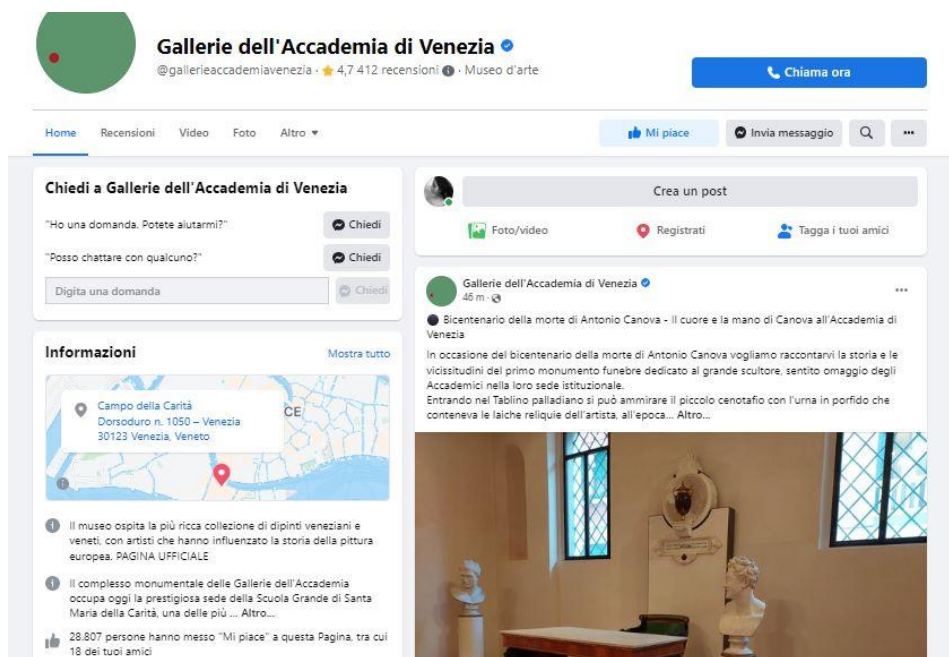 Gallerie dell'Accademia di Venezia
@gallerieaccademiavenezia · 4,7 412 recensioni · Museo d'arte
Chiama ora
Home Recensioni Video Foto Altro
Mi piace
Invia messaggio
Chiedi a Gallerie dell'Accademia di Venezia
"Ho una domanda. Potete aiutarmi?"
Chiedi
"Posso chattare con qualcuno?"
Chiedi
Digita una domanda
Chiedi
Informazioni
Mostra tutto
Campo della Carità
Dorsoduro n. 1050 – Venezia
30123 Venezia, Veneto
CE
Il museo ospita la più ricca collezione di dipinti veneziani e
veneti, con artisti che hanno influenzato la storia della pittura
europea. PAGINA UFFICIALE
Il complesso monumentale delle Gallerie dell'Accademia
occupa oggi la prestigiosa sede della Scuola Grande di Santa
Maria della Carità, una delle più ... Altro...
28.807 persone hanno messo "Mi piace" a questa Pagina, tra cui
18 dei tuoi amici
Crea un post
Foto/video
Registrati
Tagga i tuoi amici
Gallerie dell'Accademia di Venezia
46 m ·
Bicentenario della morte di Antonio Canova - Il cuore e la mano di Canova all'Accademia di
Venezia
In occasione del bicentenario della morte di Antonio Canova vogliamo raccontarvi la storia e le
vicissitudini del primo monumento funebre dedicato al grande scultore, sentito omaggio degli
Accademici nella loro sede istituzionale.
Entrando nel Tablino palladiano si può ammirare il piccolo cenotafio con l'urna in porfido che
conteneva le laiche reliquie dell'artista, all'epoca... Altro...